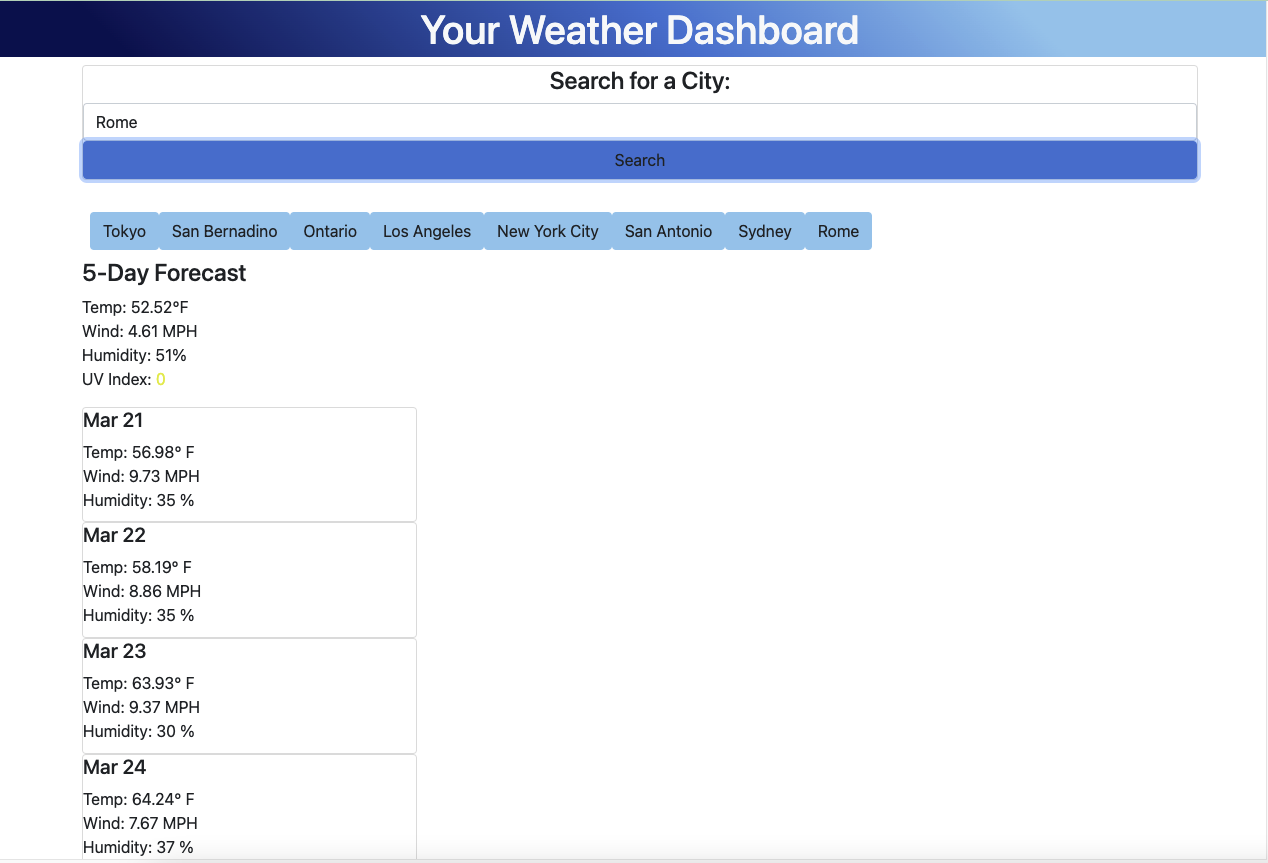 Your Weather Dashboard
Search for a City:
Rome
Search
Tokyo San Bernadino Ontario Los Angeles New York City San Antonio Sydney Rome
5-Day Forecast
Temp: 52.52°F
Wind: 4.61 MPH
Humidity: 51%
UV Index: 0
Mar 21
Temp: 56.98° F
Wind: 9.73 MPH
Humidity: 35 %
Mar 22
Temp: 58.19° F
Wind: 8.86 MPH
Humidity: 35 %
Mar 23
Temp: 63.93° F
Wind: 9.37 MPH
Humidity: 30 %
Mar 24
Temp: 64.24° F
Wind: 7.67 MPH
Humidity: 37 %